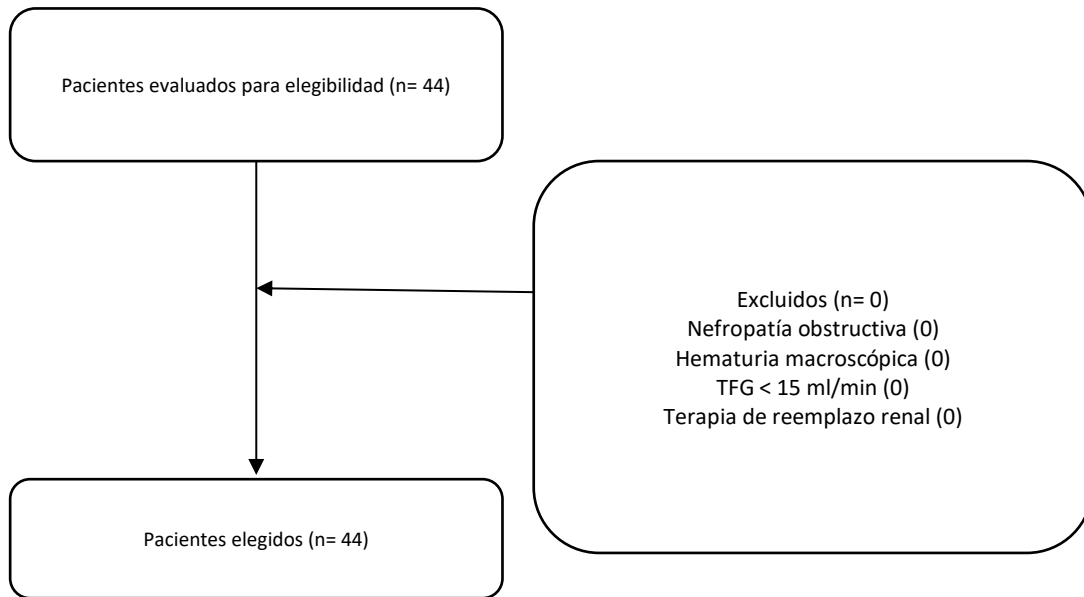 Pacientes evaluados para elegibilidad (n= 44)
Excluidos (n= 0)
Nefropatía obstructiva (0)
Hematuria macroscópica (0)
TFG < 15 ml/min (0)
Terapia de reemplazo renal (0)
Pacientes elegidos (n= 44)